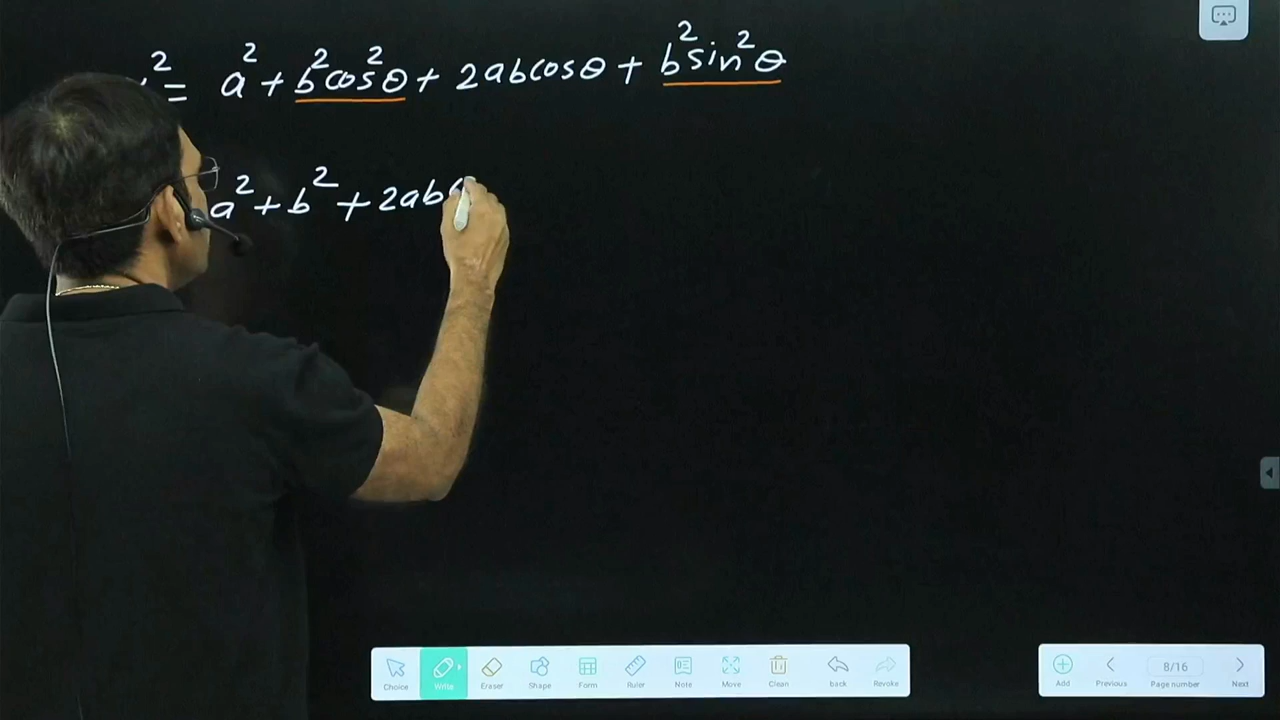 ² = a² + b²cos²θ + 2abcosθ + b²sin²θ
a² + b² + 2ab
Choice Write Eraser Shape Form Ruler Note Move Clean back Revoke
Add Previous 8/16 Page number Next